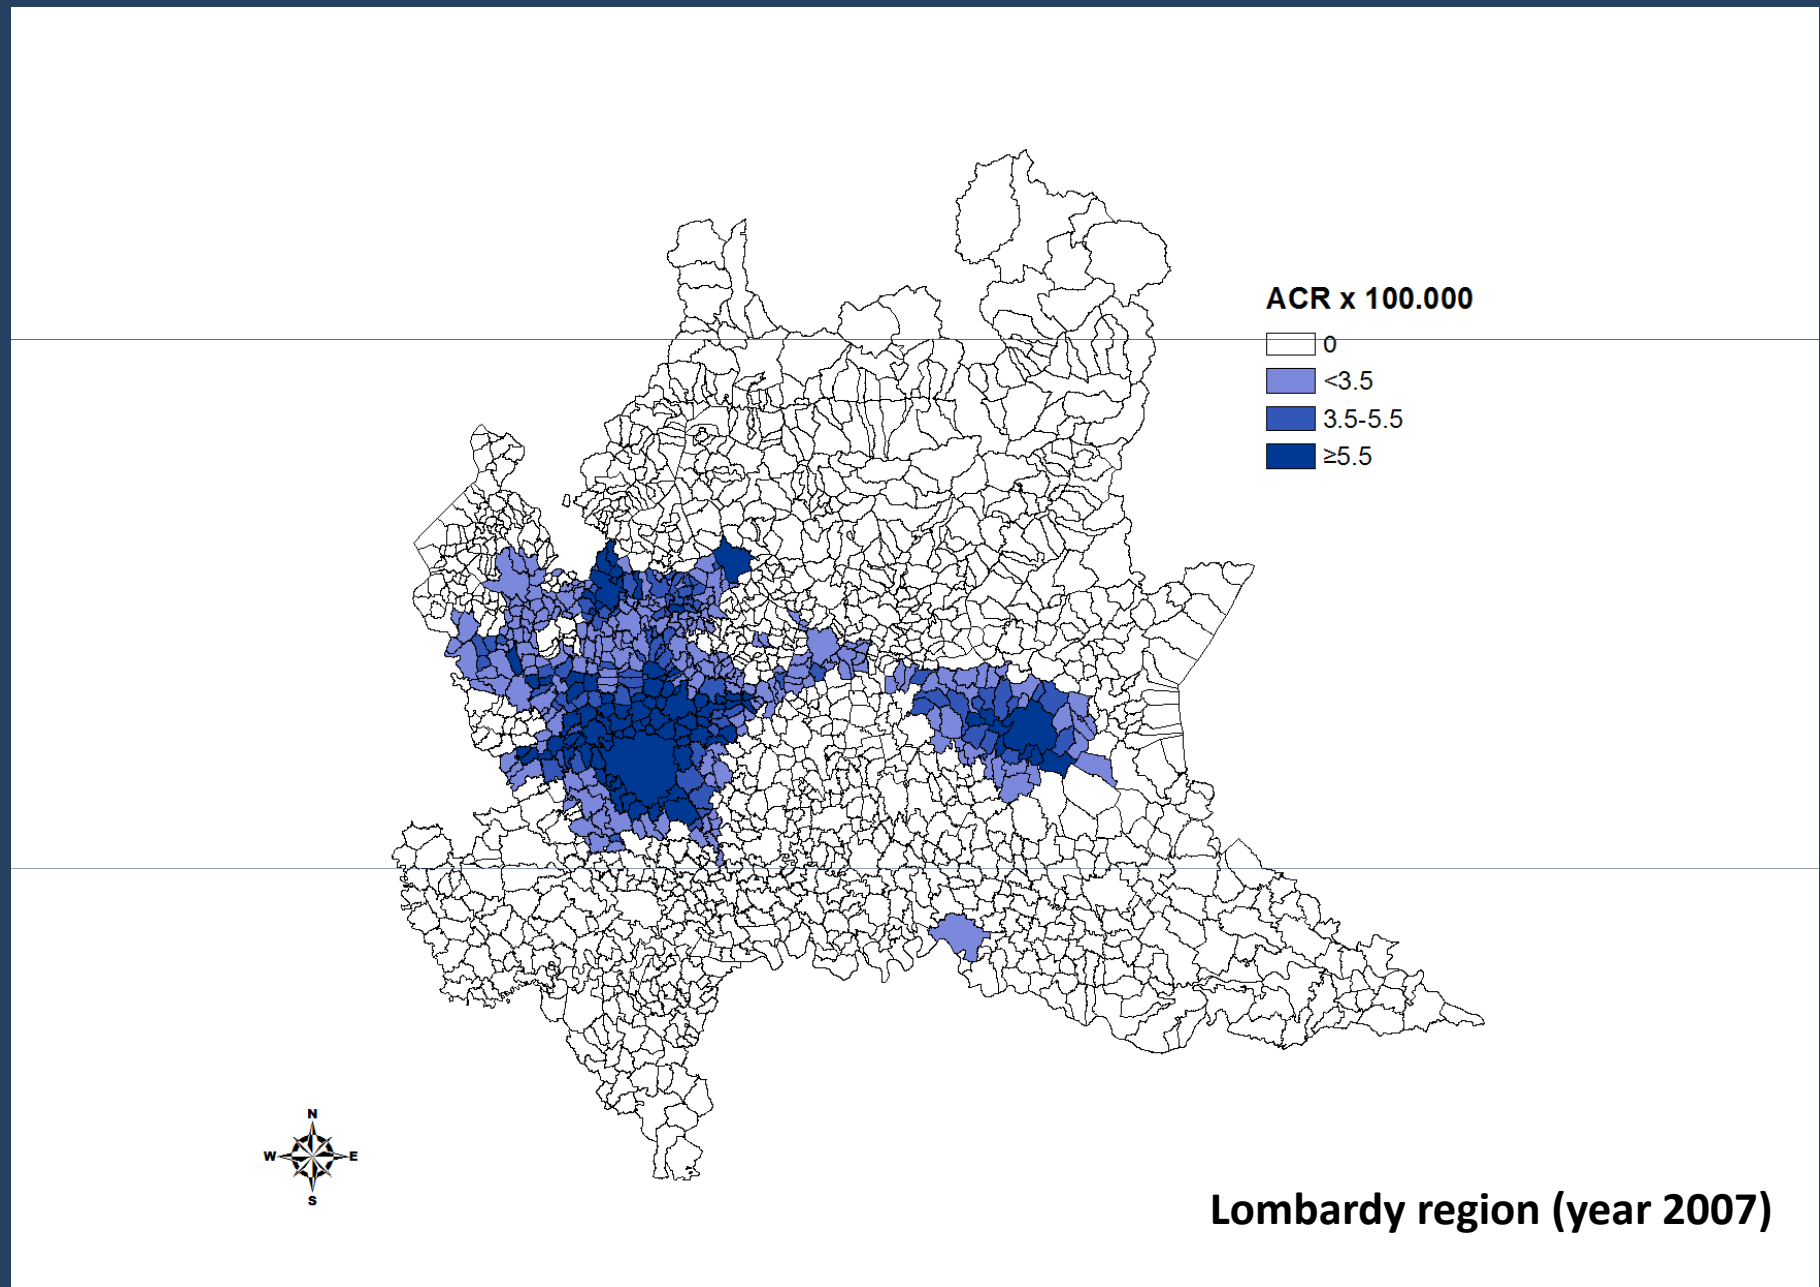 ACR x 100.000
0
<3.5
3.5-5.5
≥5.5
N
W E
S
Lombardy region (year 2007)